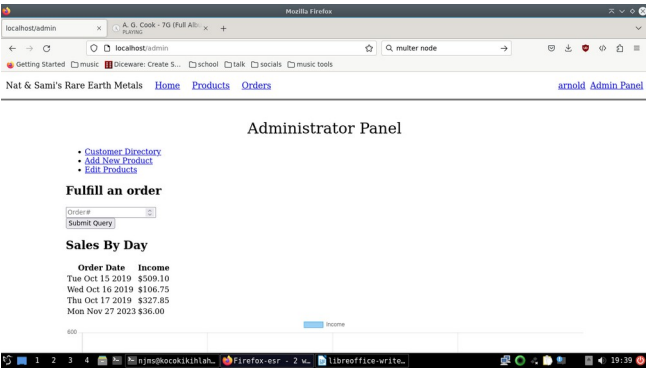 Mozilla Firefox
localhost/admin
A. G. Cook - 7G (Full Alb
PLAYING
localhost/admin
multer node
Getting Started music Diceware: Create S... school talk socials music tools
Nat & Sami's Rare Earth Metals Home Products Orders arnold Admin Panel
Administrator Panel
Customer Directory
Add New Product
Edit Products
Fulfill an order
Order#
Submit Query
Sales By Day
Order Date Income
Tue Oct 15 2019 $509.10
Wed Oct 16 2019 $106.75
Thu Oct 17 2019 $327.85
Mon Nov 27 2023 $36.00
Income
600
1 2 3 4 njms@kocokikihlah… Firefox-esr - 2 w… libreoffice-write… 19:39